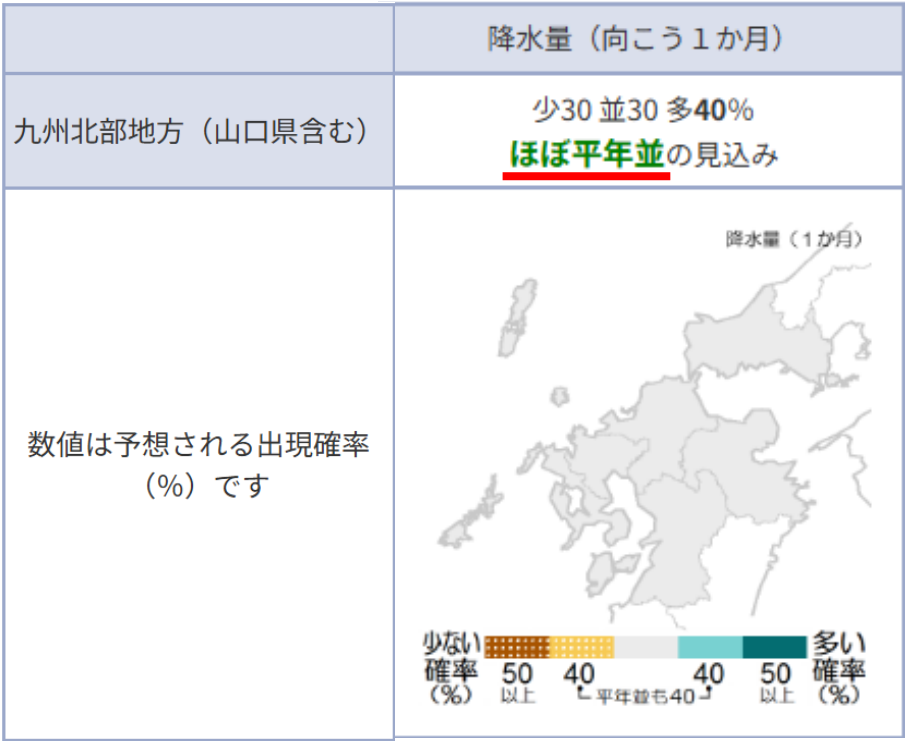 降水量（向こう１か月）
九州北部地方（山口県含む）
少30 並30 多40%
ほぼ平年並の見込み
数値は予想される出現確率
（%）です
降水量（１か月）
少ない 多い
確率 50 40 40 50 確率
（%） 以上 平年並も40 以上 （%）